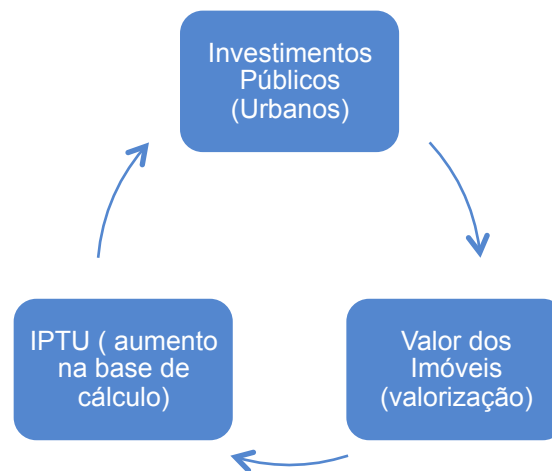 Investimentos
Públicos
(Urbanos)
IPTU ( aumento
na base de
cálculo)
Valor dos
Imóveis
(valorização)